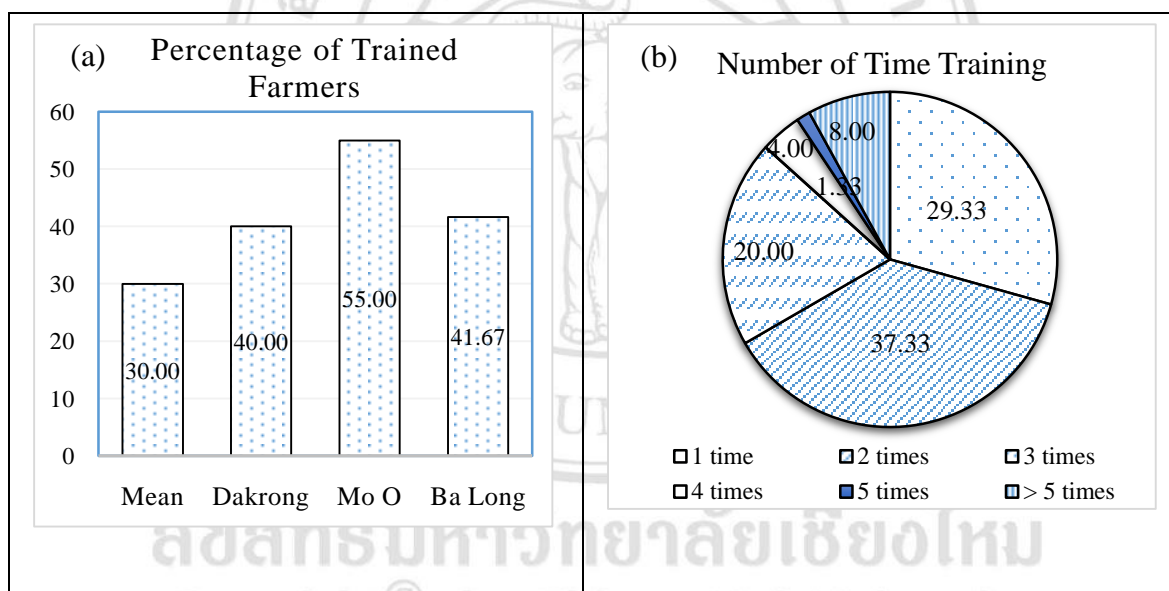 (a)
Percentage of Trained
Farmers
60
50
40
30
20
10
0
30.00
40.00
55.00
41.67
Mean Dakrong Mo O Ba Long
(b)
Number of Time Training
8.00
4.00
1.33
29.33
20.00
37.33
1 time 2 times 3 times
4 times 5 times > 5 times